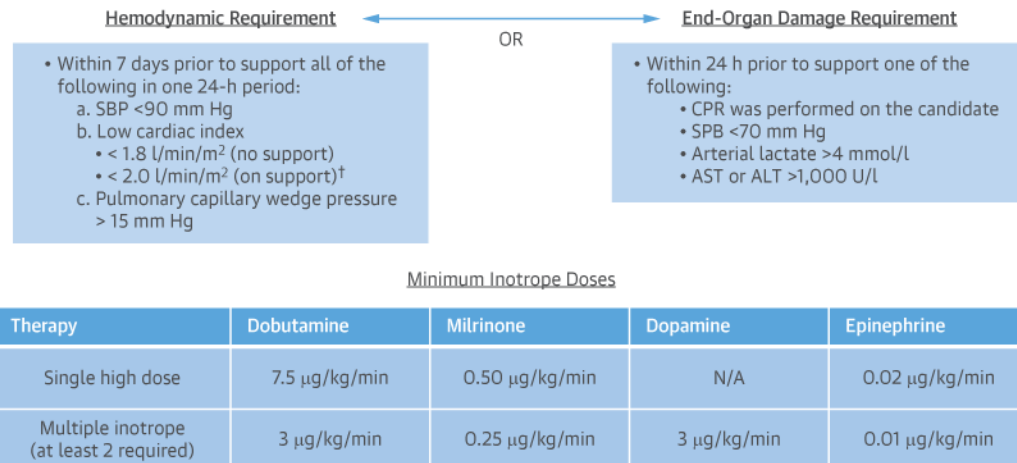 Hemodynamic Requirement
OR
End-Organ Damage Requirement
• Within 7 days prior to support all of the
following in one 24-h period:
a. SBP <90 mm Hg
b. Low cardiac index
• < 1.8 l/min/m² (no support)
• < 2.0 l/min/m² (on support)†
c. Pulmonary capillary wedge pressure
> 15 mm Hg
• Within 24 h prior to support one of the
following:
• CPR was performed on the candidate
• SPB <70 mm Hg
• Arterial lactate >4 mmol/l
• AST or ALT >1,000 U/l
Minimum Inotrope Doses
Therapy Dobutamine Milrinone Dopamine Epinephrine
Single high dose 7.5 μg/kg/min 0.50 μg/kg/min N/A 0.02 μg/kg/min
Multiple inotrope
(at least 2 required) 3 μg/kg/min 0.25 μg/kg/min 3 μg/kg/min 0.01 μg/kg/min